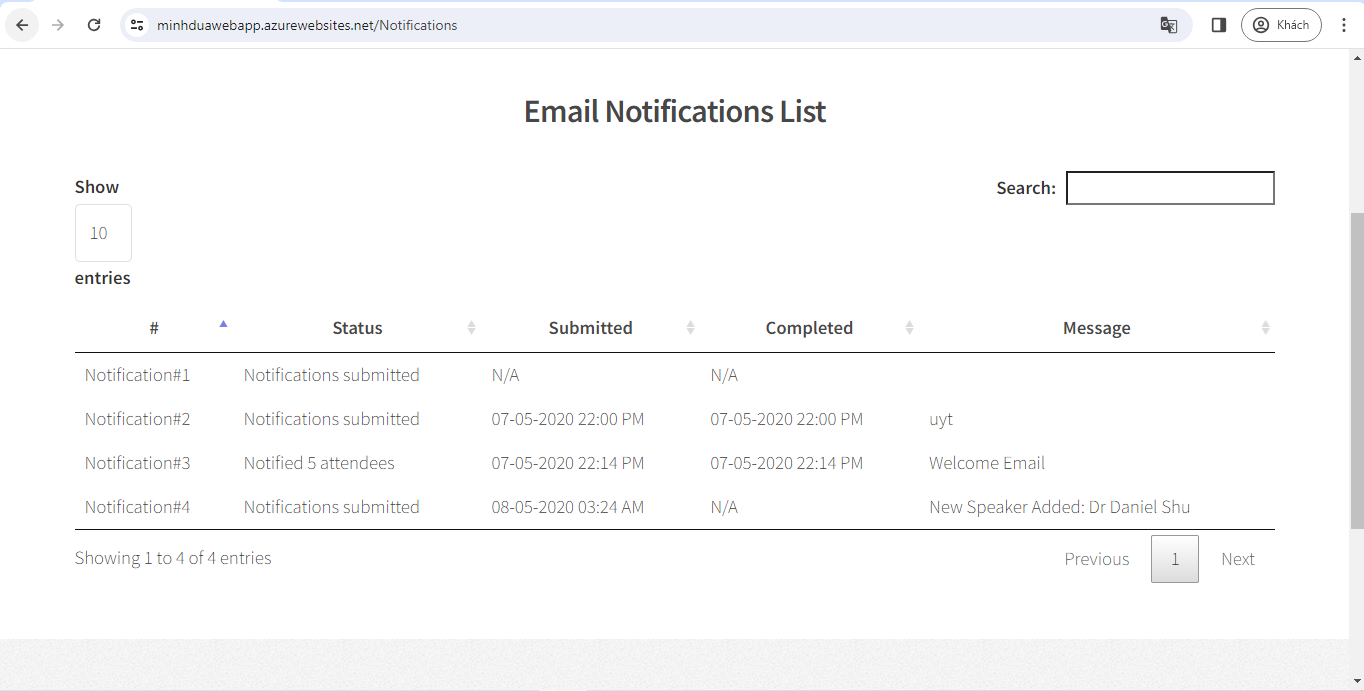 minhduawebapp.azurewebsites.net/Notifications
Khách
Email Notifications List
Show
10
entries
Search:
# Status Submitted Completed Message
Notification#1 Notifications submitted N/A N/A
Notification#2 Notifications submitted 07-05-2020 22:00 PM 07-05-2020 22:00 PM uyt
Notification#3 Notified 5 attendees 07-05-2020 22:14 PM 07-05-2020 22:14 PM Welcome Email
Notification#4 Notifications submitted 08-05-2020 03:24 AM N/A New Speaker Added: Dr Daniel Shu
Showing 1 to 4 of 4 entries
Previous 1 Next